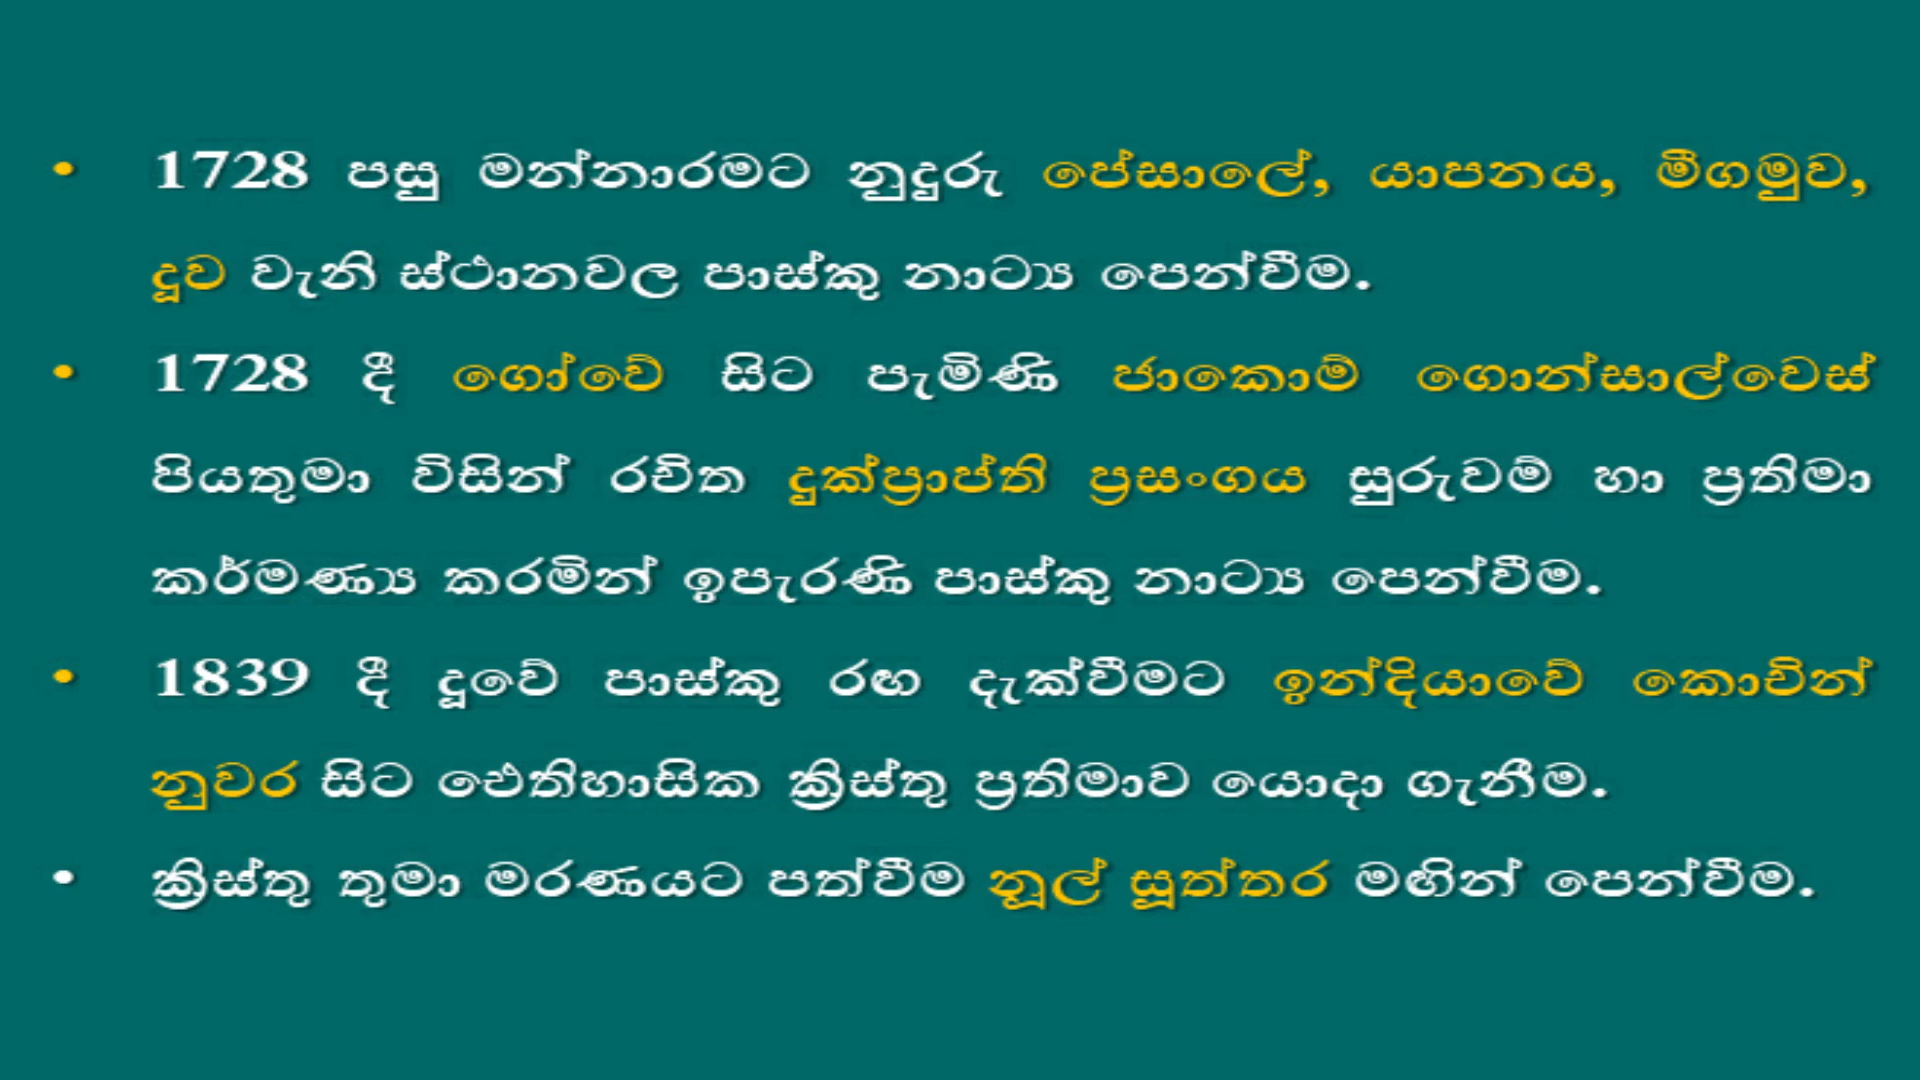 • 1728 පසු මන්නාරමට නුදුරු පේසාලේ, යාපනය, මීගමුව,
දූව වැනි ස්ථානවල පාස්කු නාට්‍ය පෙන්වීම.
• 1728 දී ගෝවේ සිට පැමිණි ජාකොම් ගොන්සාල්වෙස්
පියතුමා විසින් රචිත දුක්ප්‍රාප්ති ප්‍රසංගය සුරුවම් හා ප්‍රතිමා
කර්මණ්‍ය කරමින් ඉපැරණි පාස්කු නාට්‍ය පෙන්වීම.
• 1839 දී දූවේ පාස්කු රඟ දැක්වීමට ඉන්දියාවේ කොචින්
නුවර සිට ඓතිහාසික ක්‍රිස්තු ප්‍රතිමාව යොදා ගැනීම.
• ක්‍රිස්තු තුමා මරණයට පත්වීම නූල් සූත්තර මඟින් පෙන්වීම.